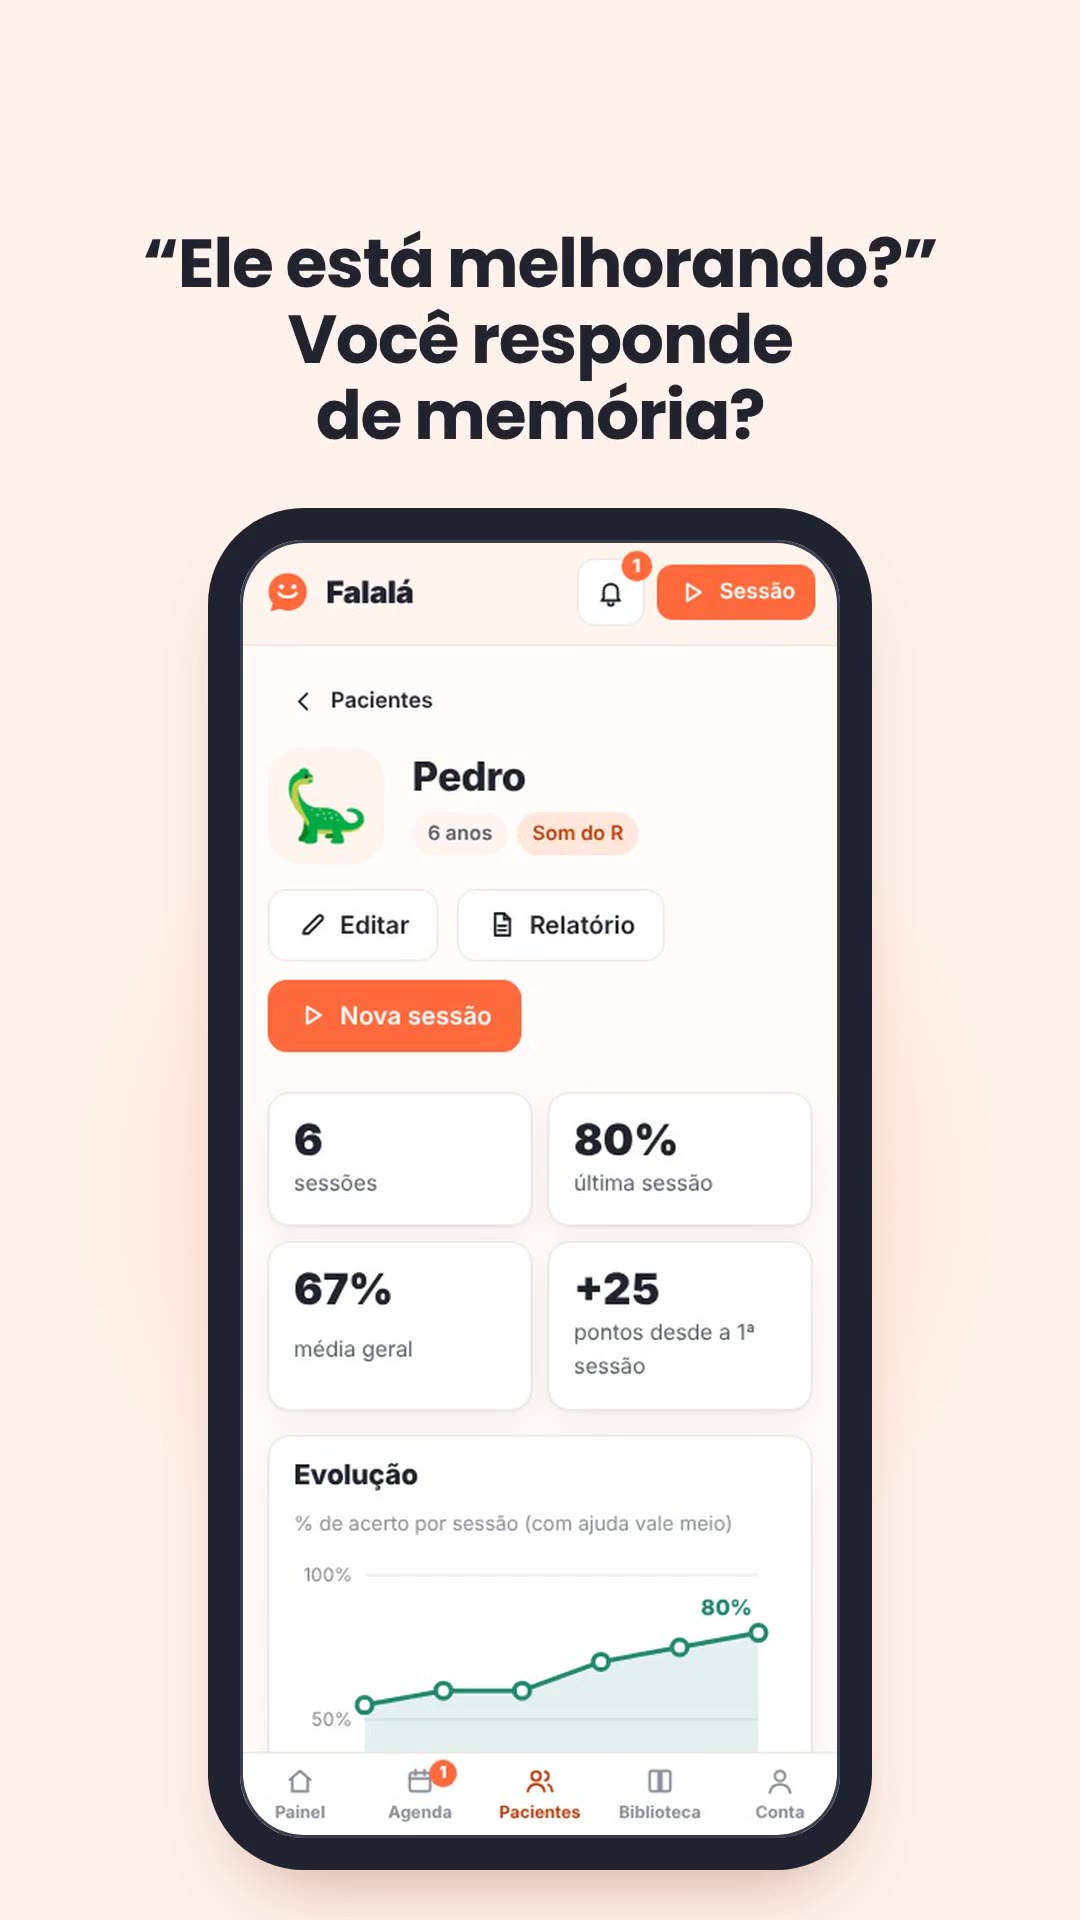 “Ele está melhorando?”
Você responde
de memória?
Falalá
1
Sessão
Pacientes
Pedro
6 anos
Som do R
Editar
Relatório
Nova sessão
6
sessões
80%
última sessão
67%
média geral
+25
pontos desde a 1ª
sessão
Evolução
% de acerto por sessão (com ajuda vale meio)
100%
80%
50%
1
Painel
Agenda
Pacientes
Biblioteca
Conta